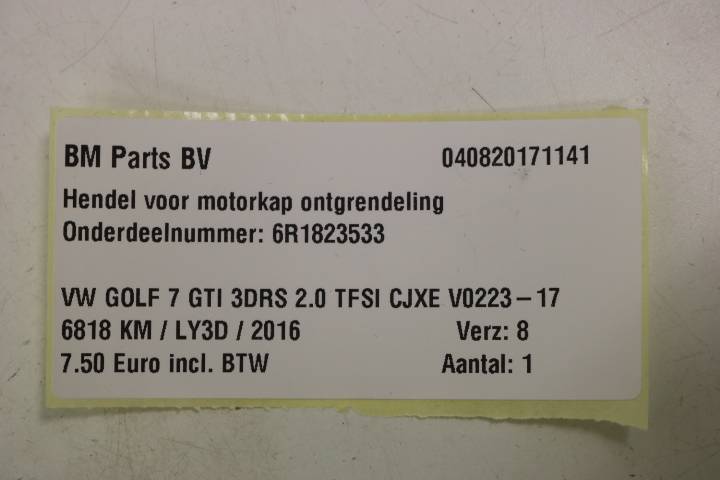 BM Parts BV 040820171141
Hendel voor motorkap ontgrendeling
Onderdeelnummer: 6R1823533
VW GOLF 7 GTI 3DRS 2.0 TFSI CJXE V0223-17
6818 KM / LY3D / 2016 Verz: 8
7.50 Euro incl. BTW Aantal: 1